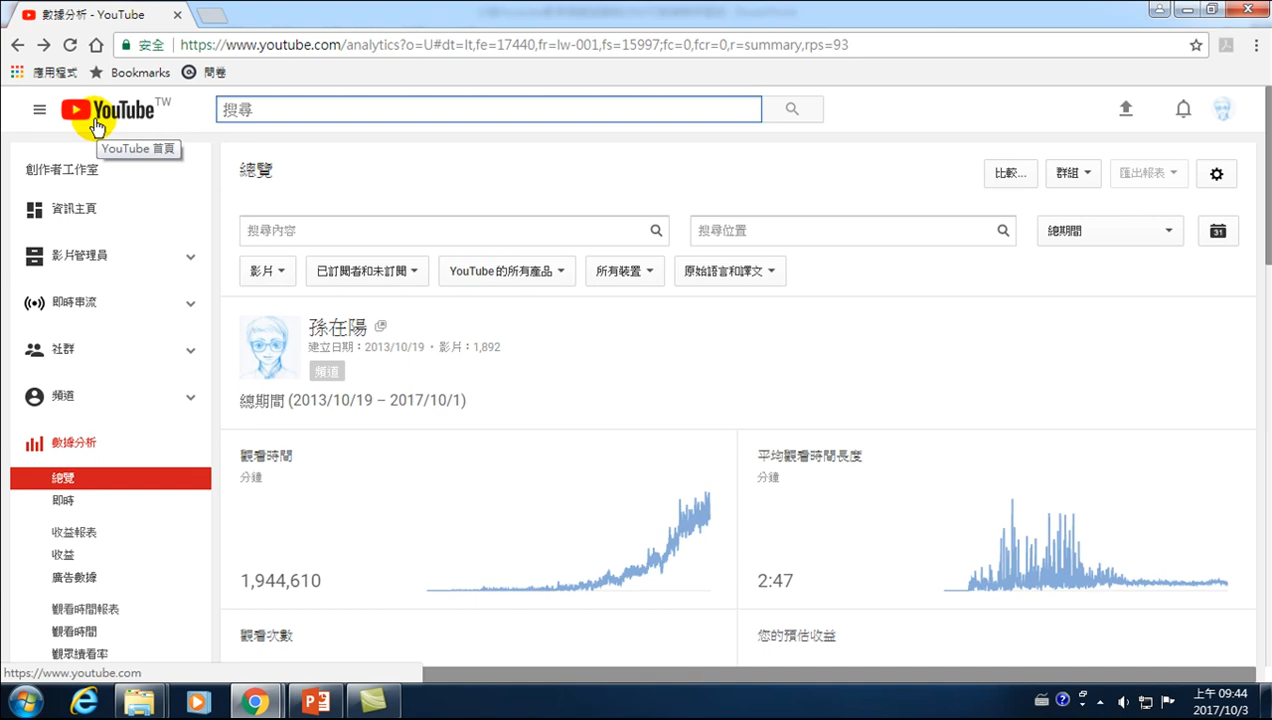 數據分析 - YouTube
安全 https://www.youtube.com/analytics?o=U#dt=lt,fe=17440,fr=lw-001,fs=15997;fc=0,fcr=0,r=summary,rps=93
應用程式 Bookmarks 問卷
YouTube TW
搜尋
YouTube 首頁
創作者工作室
資訊主頁
影片管理員
即時串流
社群
頻道
數據分析
總覽
即時
收益報表
收益
廣告數據
觀看時間報表
觀看時間
觀眾續看率
總覽
比較...
群組
匯出報表
搜尋內容
搜尋位置
總期間
31
影片
已訂閱者和未訂閱
YouTube 的所有產品
所有裝置
原始語言和譯文
孫在陽
建立日期：2013/10/19 • 影片：1,892
頻道
總期間 (2013/10/19 – 2017/10/1)
觀看時間
分鐘
1,944,610
平均觀看時間長度
分鐘
2:47
觀看次數
您的預估收益
https://www.youtube.com
上午 09:44
2017/10/3